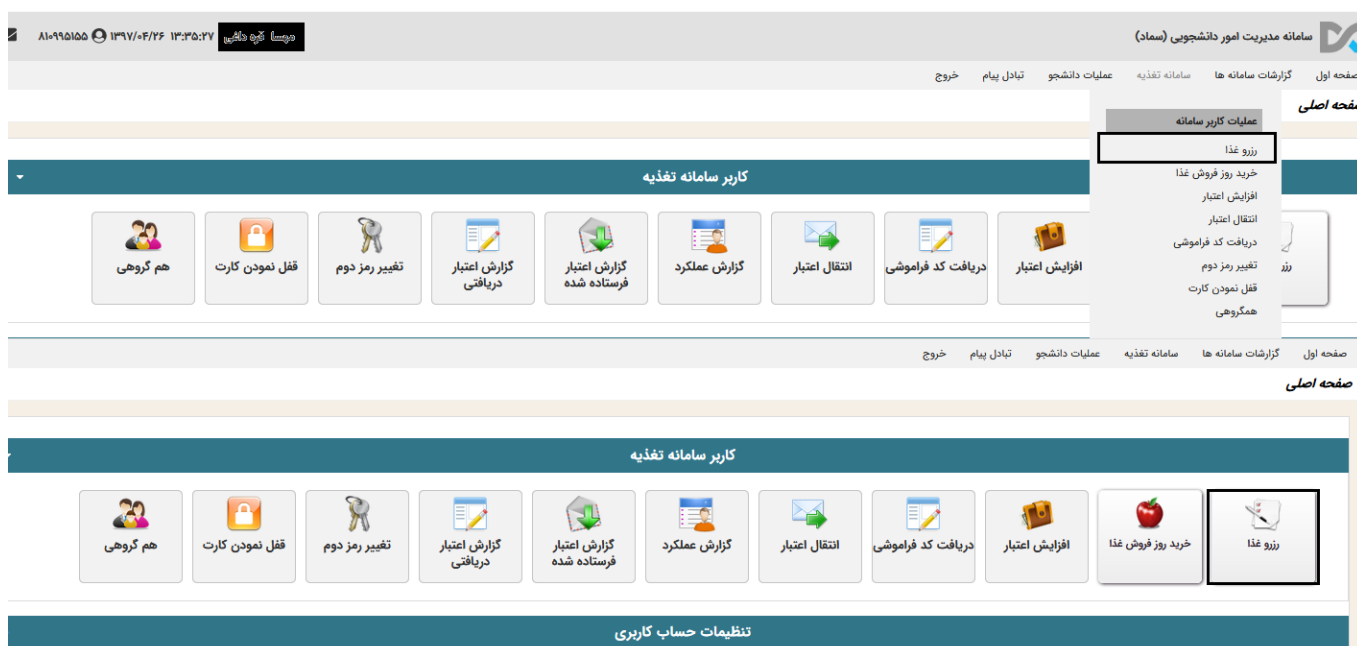 سامانه مدیریت امور دانشجویی (سماد)
مهسا قره داغی ۱۳۹۷/۰۴/۲۶ ۱۳:۳۵:۲۷ ۸۱۰۹۹۵۱۵۵
صفحه اول گزارشات سامانه ها سامانه تغذیه عملیات دانشجو تبادل پیام خروج
صفحه اصلی
عملیات کاربر سامانه
رزرو غذا
خرید روز فروش غذا
افزایش اعتبار
انتقال اعتبار
دریافت کد فراموشی
تغییر رمز دوم
قفل نمودن کارت
همگروهی
کاربر سامانه تغذیه
افزایش اعتبار
دریافت کد فراموشی
انتقال اعتبار
گزارش عملکرد
گزارش اعتبار
فرستاده شده
گزارش اعتبار
دریافتی
تغییر رمز دوم
قفل نمودن کارت
هم گروهی
صفحه اول گزارشات سامانه ها سامانه تغذیه عملیات دانشجو تبادل پیام خروج
صفحه اصلی
کاربر سامانه تغذیه
رزرو غذا
خرید روز فروش غذا
افزایش اعتبار
دریافت کد فراموشی
انتقال اعتبار
گزارش عملکرد
گزارش اعتبار
فرستاده شده
گزارش اعتبار
دریافتی
تغییر رمز دوم
قفل نمودن کارت
هم گروهی
تنظیمات حساب کاربری